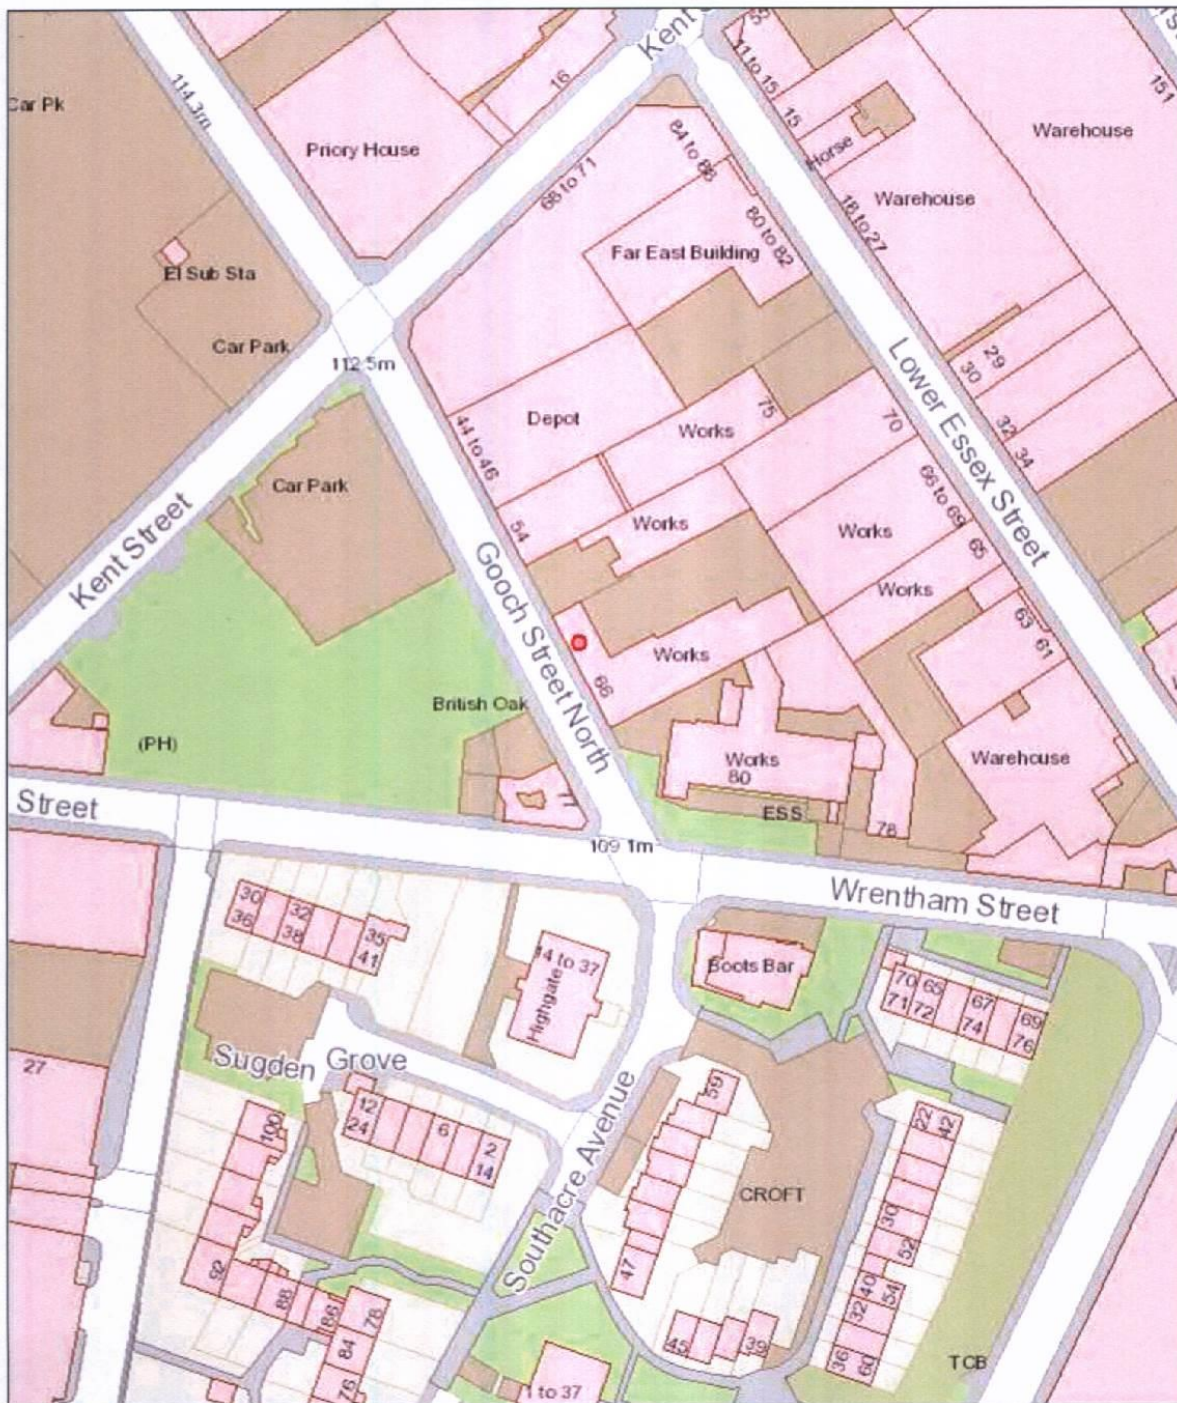 Kent
55
11 to 15
15
151
114.3m
16
Car Pk
Warehouse
Priory House
84 to 86
Horse
68 to 71
Warehouse
80 to 82
18 to 27
Far East Building
El Sub Sta
Car Park
112.5m
29
30
Lower Essex Street
Depot
75
Works
70
32
34
44 to 46
Car Park
66 to 69
54
Works
Works
65
Kent Street
Gooch Street North
Works
63
61
Works
66
British Oak
(PH)
Works
80
Warehouse
77
Street
ESS
78
109.1m
Wrentham Street
30
32
36
38
35
41
14 to 37
Highgate
Boots Bar
70
65
67
69
71
72
74
76
Sugden Grove
27
59
12
24
6
2
14
100
22
42
Southacre Avenue
CROFT
30
52
92
47
40
54
88
86
78
32
84
45
39
36
60
TCB
76
1 to 37